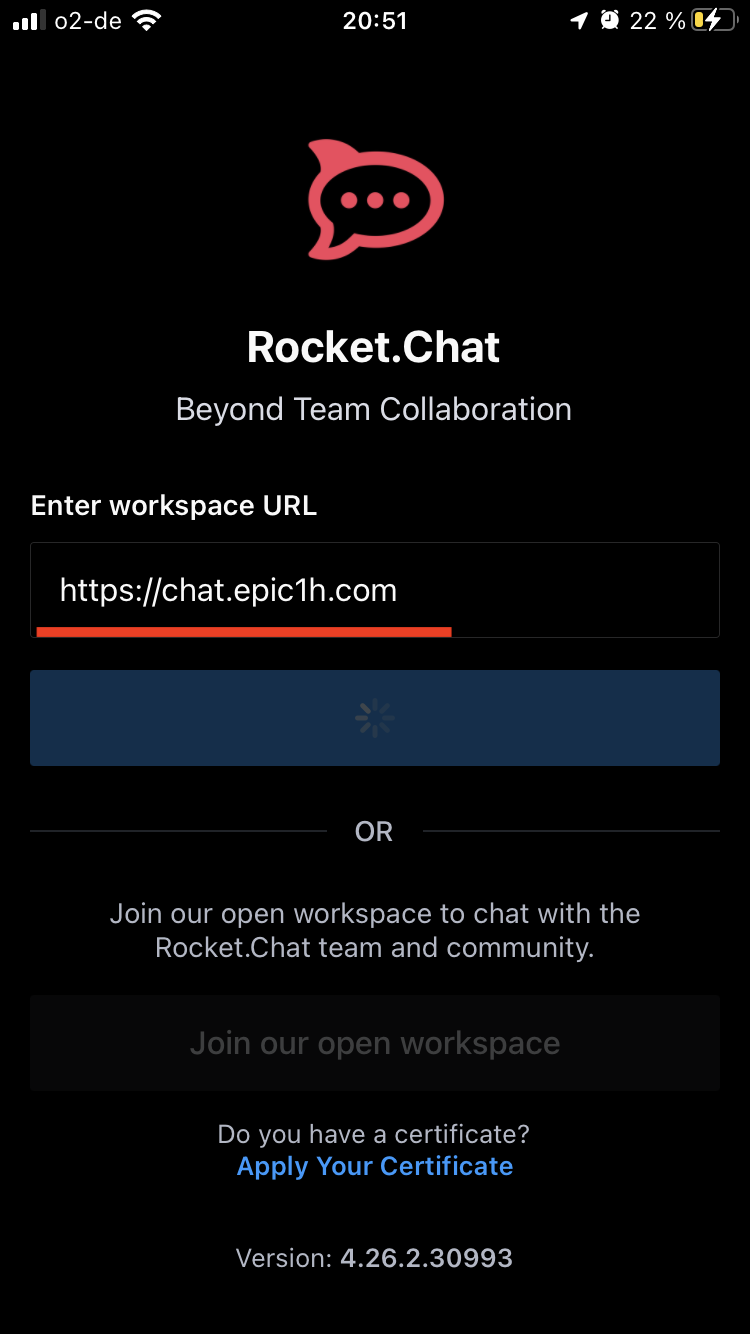 o2-de 20:51 22 %
Rocket.Chat
Beyond Team Collaboration
Enter workspace URL
https://chat.epic1h.com
OR
Join our open workspace to chat with the
Rocket.Chat team and community.
Join our open workspace
Do you have a certificate?
Apply Your Certificate
Version: 4.26.2.30993